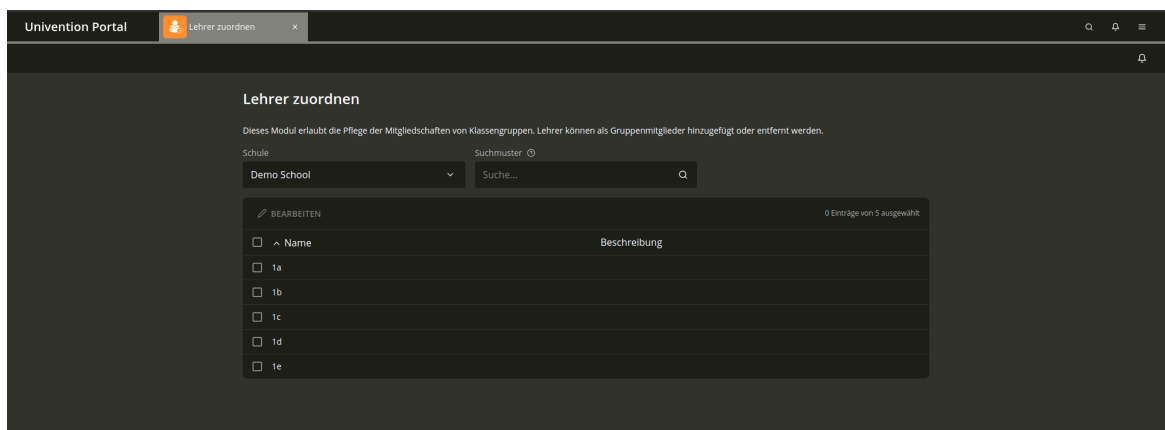 Univention Portal
Lehrer zuordnen ×
Lehrer zuordnen
Dieses Modul erlaubt die Pflege der Mitgliedschaften von Klassengruppen. Lehrer können als Gruppenmitglieder hinzugefügt oder entfernt werden.
Schule Suchmuster
Demo School Suche...
BEARBEITEN 0 Einträge von 5 ausgewählt
Name Beschreibung
1a
1b
1c
1d
1e